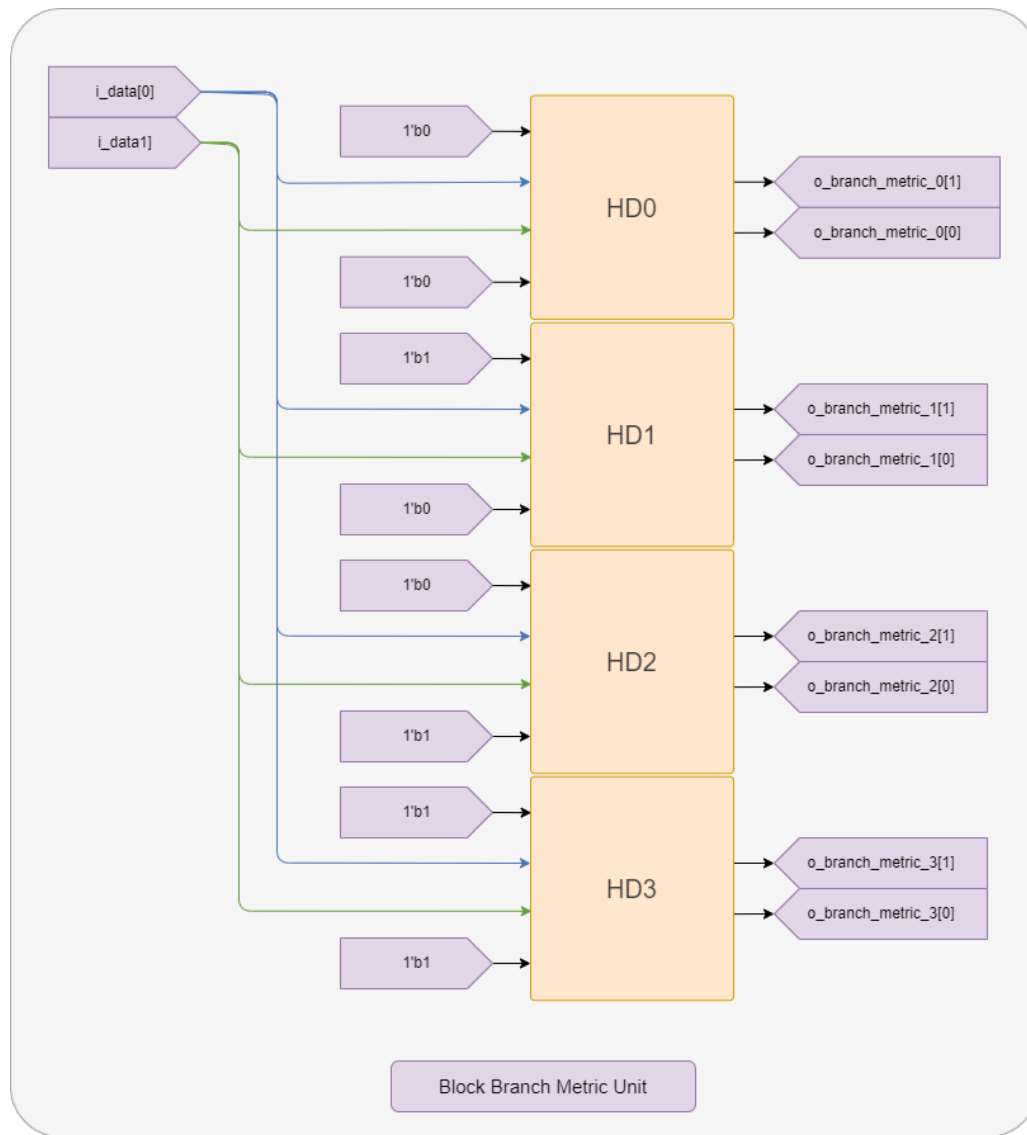 i_data[0]
i_data1]
1'b0
HD0
o_branch_metric_0[1]
o_branch_metric_0[0]
1'b0
1'b1
HD1
o_branch_metric_1[1]
o_branch_metric_1[0]
1'b0
1'b0
HD2
o_branch_metric_2[1]
o_branch_metric_2[0]
1'b1
1'b1
HD3
o_branch_metric_3[1]
o_branch_metric_3[0]
1'b1
Block Branch Metric Unit